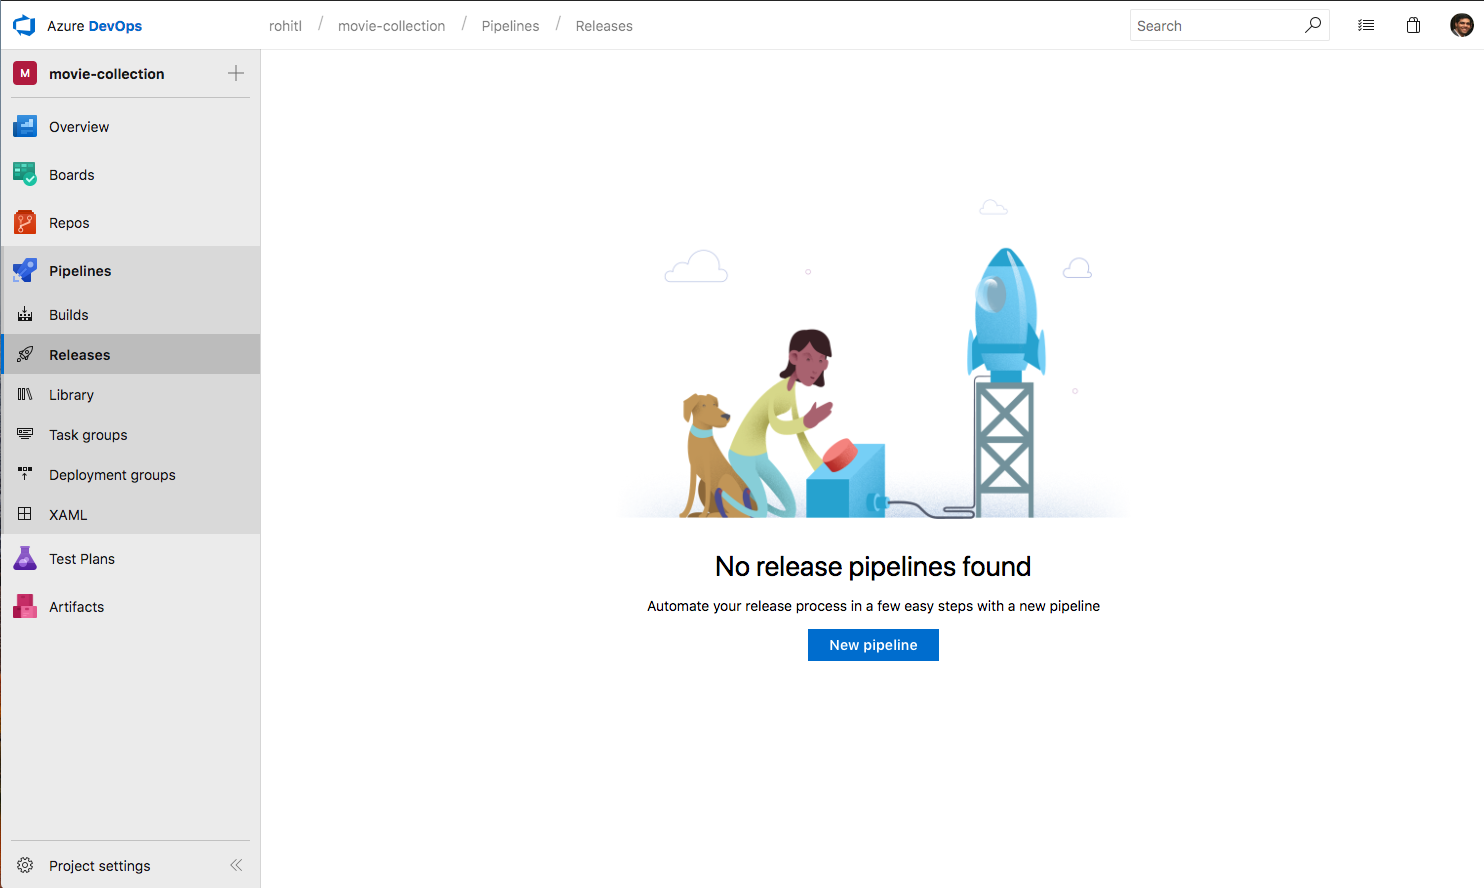 Azure DevOps
rohitl / movie-collection / Pipelines / Releases
Search
M movie-collection
Overview
Boards
Repos
Pipelines
Builds
Releases
Library
Task groups
Deployment groups
XAML
Test Plans
Artifacts
Project settings
No release pipelines found
Automate your release process in a few easy steps with a new pipeline
New pipeline